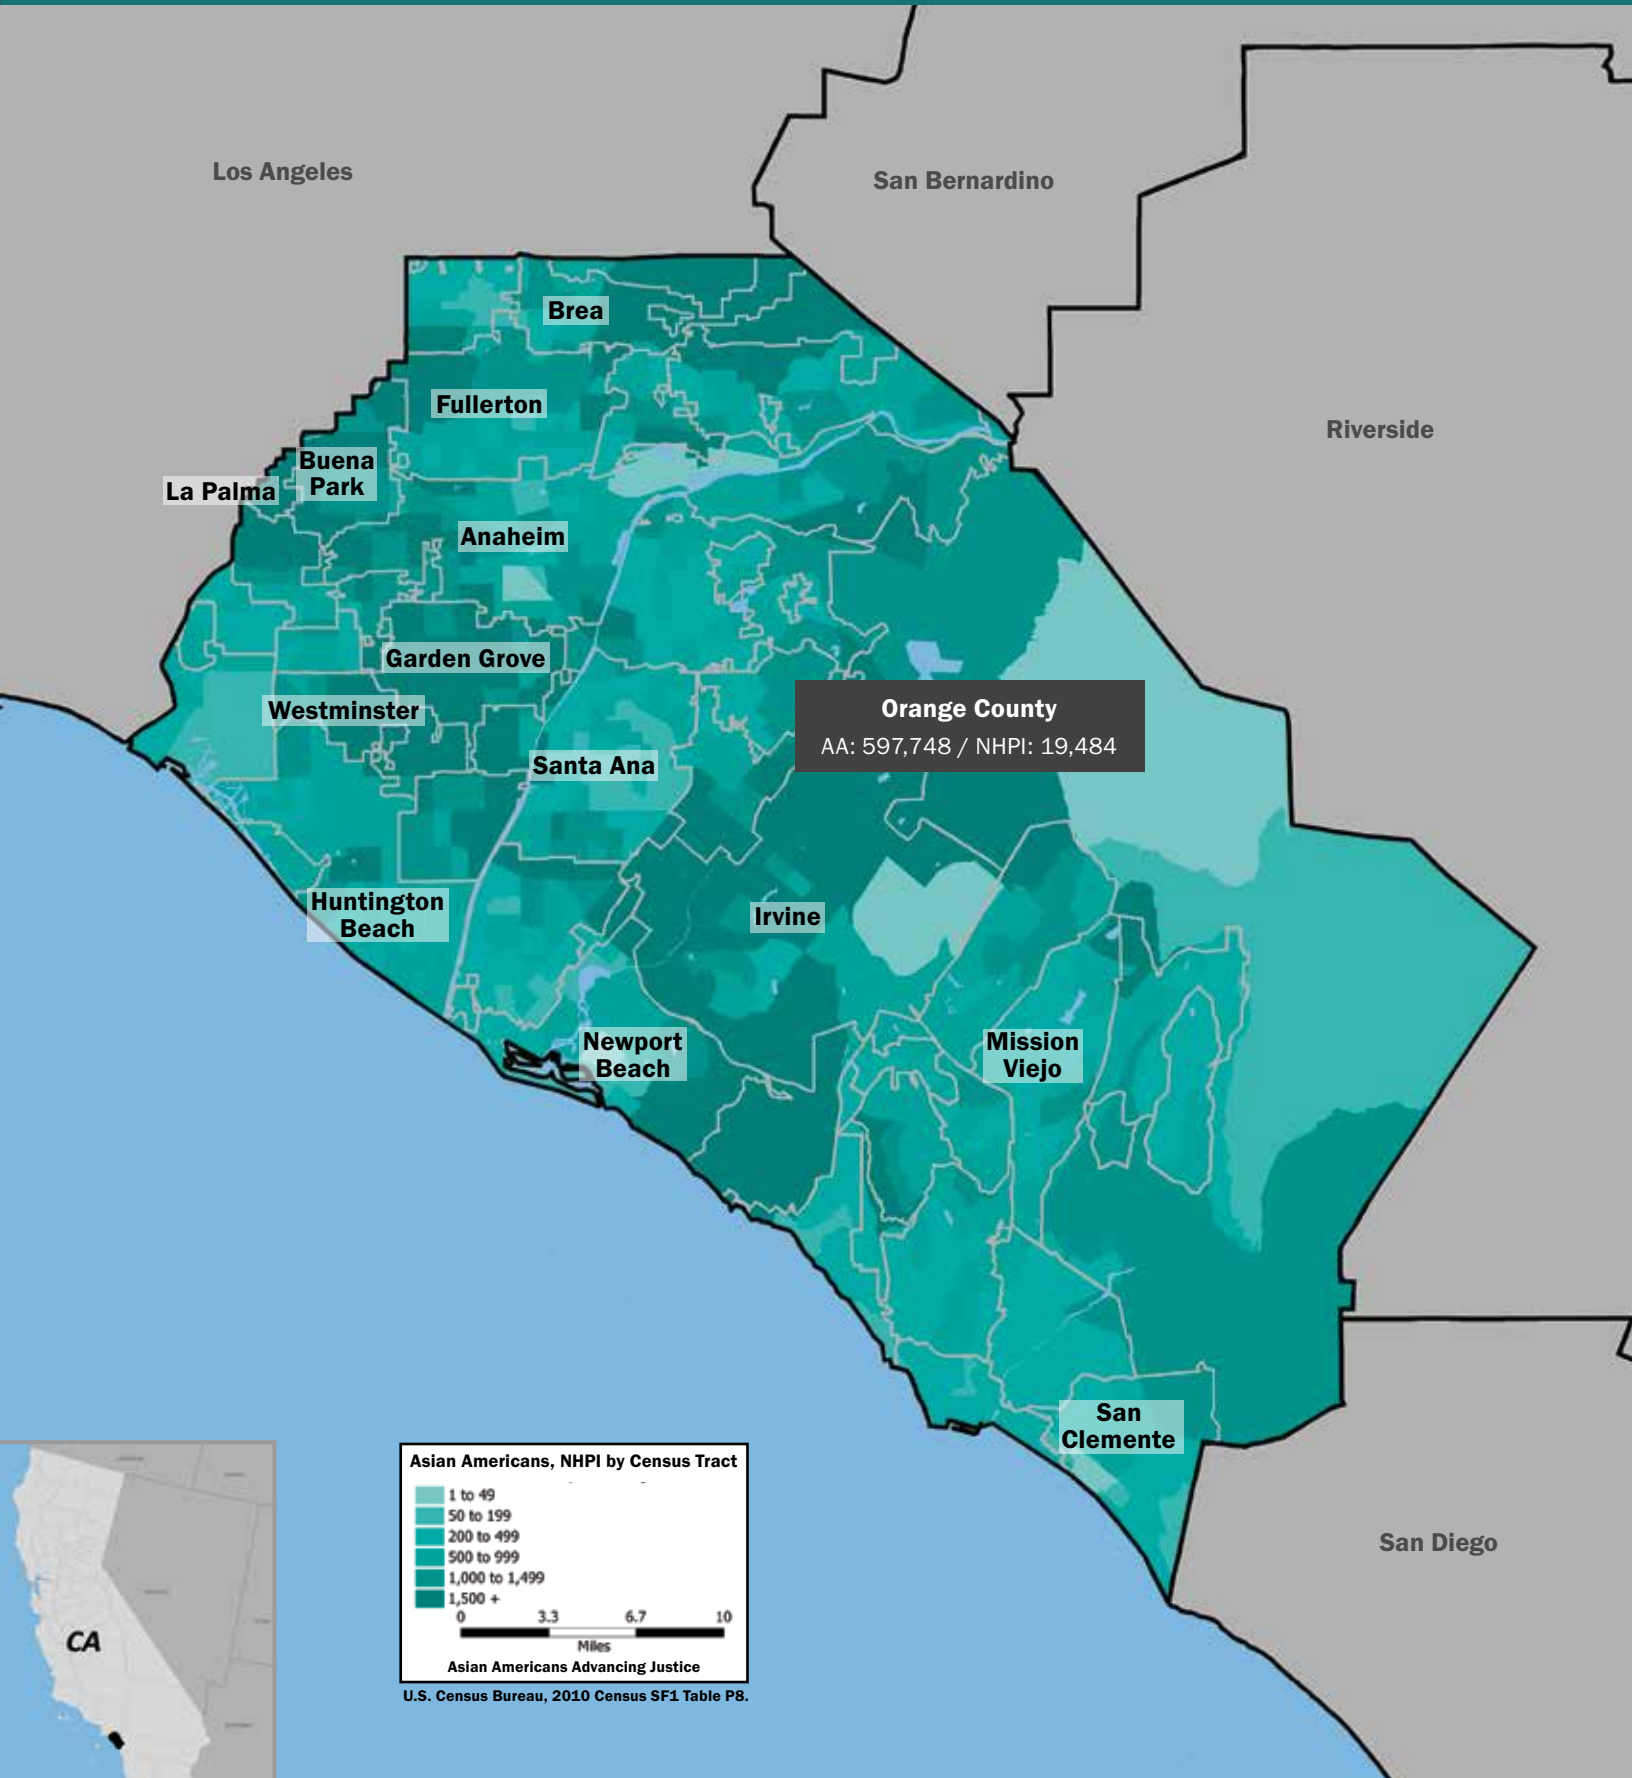 Los Angeles
San Bernardino
Riverside
Brea
Fullerton
Buena
Park
La Palma
Anaheim
Garden Grove
Westminster
Orange County
AA: 597,748 / NHPI: 19,484
Santa Ana
Huntington
Beach
Irvine
Newport
Beach
Mission
Viejo
San
Clemente
San Diego
CA
Asian Americans, NHPI by Census Tract
1 to 49
50 to 199
200 to 499
500 to 999
1,000 to 1,499
1,500 +
0 3.3 6.7 10
Miles
Asian Americans Advancing Justice
U.S. Census Bureau, 2010 Census SF1 Table P8.